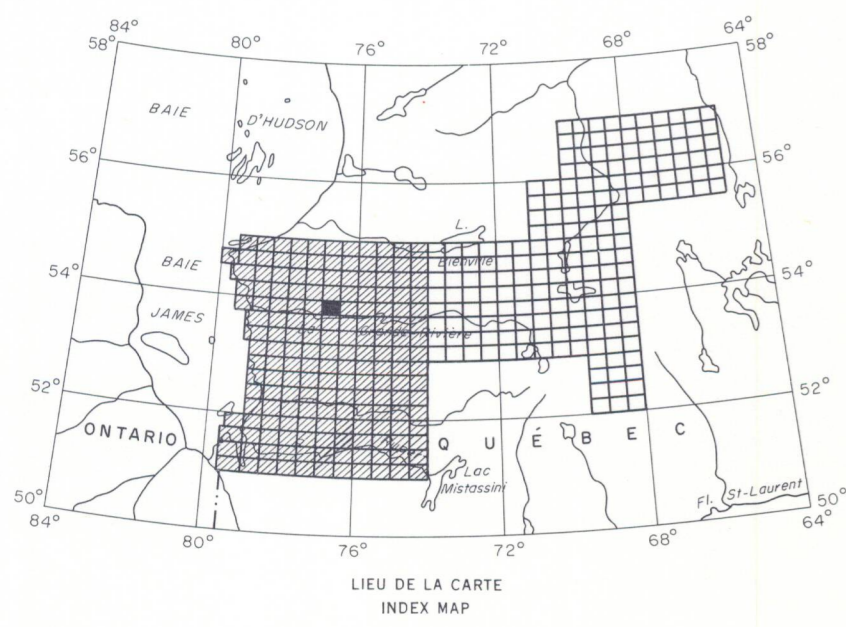 84° 80° 76° 72° 68° 64°
58° 58°
BAIE
D'HUDSON
56° 56°
L.
Bienville
BAIE
54° 54°
JAMES
Grande Rivière
52° 52°
ONTARIO
QUÉBEC
Lac
Mistassini
Fl. St-Laurent
50° 50°
84° 80° 76° 72° 68° 64°
LIEU DE LA CARTE
INDEX MAP